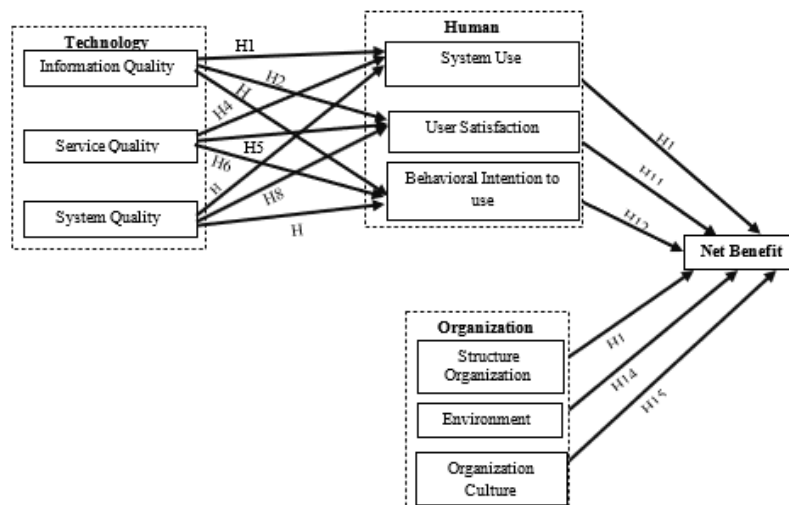 Technology
Information Quality
Service Quality
System Quality
H1
H2
H
H4
H5
H6
H
H8
H
Human
System Use
User Satisfaction
Behavioral Intention to
use
H1
H11
H12
Net Benefit
Organization
Structure
Organization
Environment
Organization
Culture
H1
H14
H15